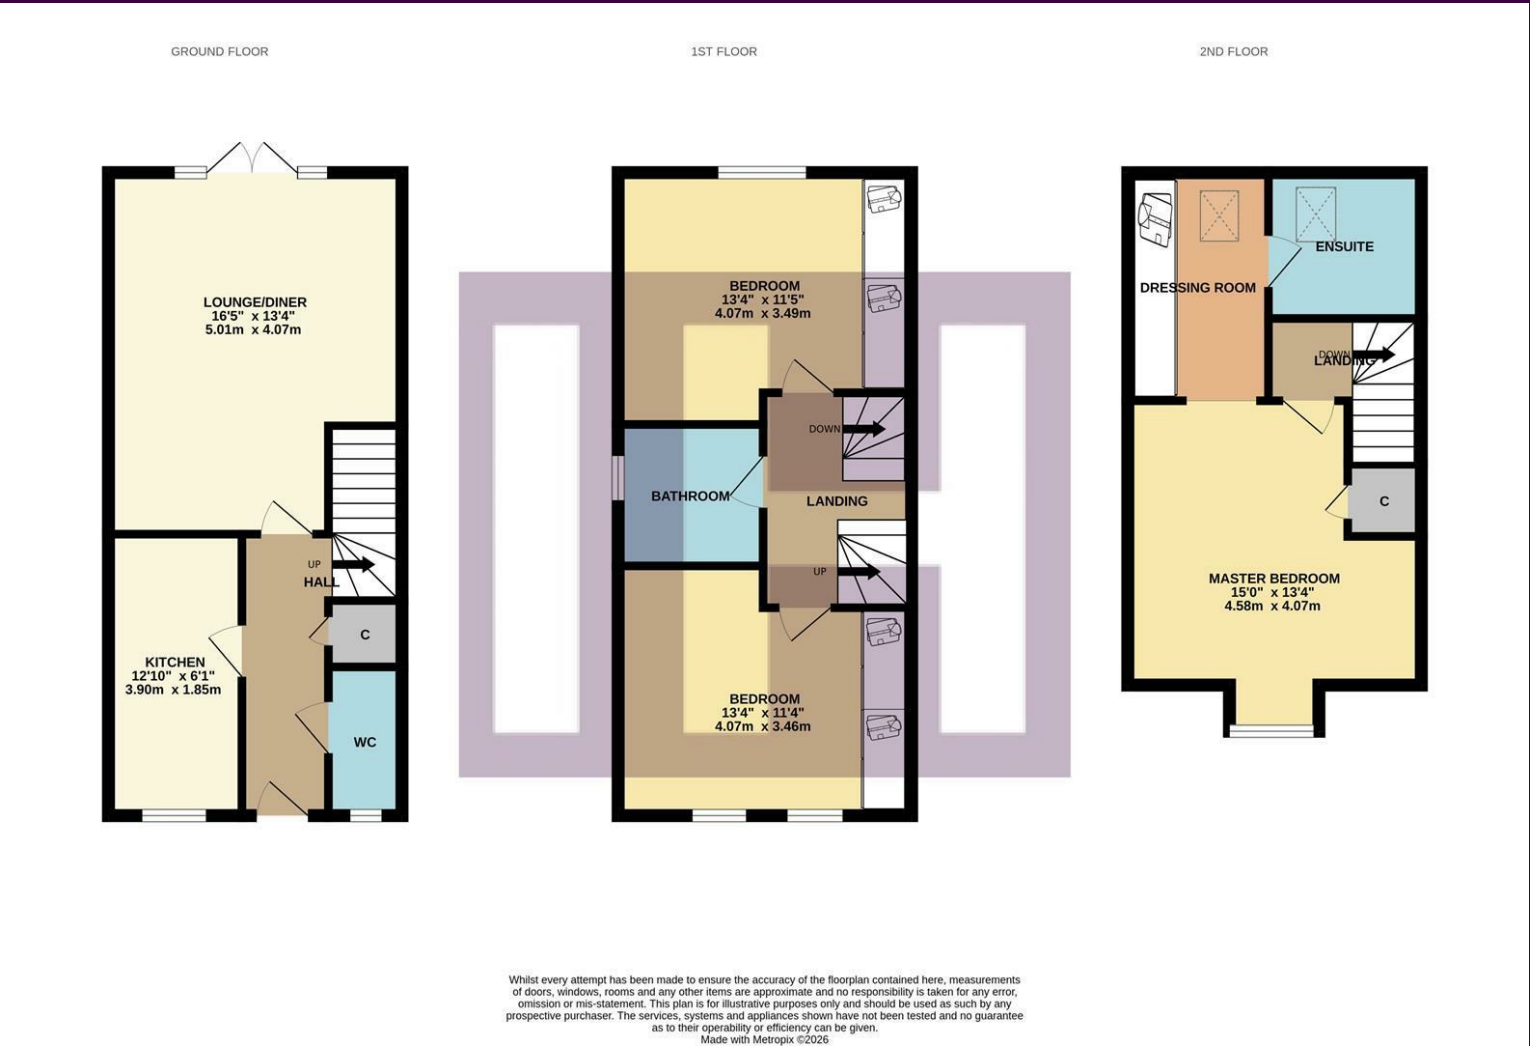 GROUND FLOOR
1ST FLOOR
2ND FLOOR
LOUNGE/DINER
16'5" x 13'4"
5.01m x 4.07m
UP
HALL
C
KITCHEN
12'10" x 6'1"
3.90m x 1.85m
WC
BEDROOM
13'4" x 11'5"
4.07m x 3.49m
DOWN
BATHROOM
LANDING
UP
BEDROOM
13'4" x 11'4"
4.07m x 3.46m
ENSUITE
DRESSING ROOM
DOWN
LANDING
C
MASTER BEDROOM
15'0" x 13'4"
4.58m x 4.07m
Whilst every attempt has been made to ensure the accuracy of the floorplan contained here, measurements
of doors, windows, rooms and any other items are approximate and no responsibility is taken for any error,
omission or mis-statement. This plan is for illustrative purposes only and should be used as such by any
prospective purchaser. The services, systems and appliances shown have not been tested and no guarantee
as to their operability or efficiency can be given.
Made with Metropix ©2026